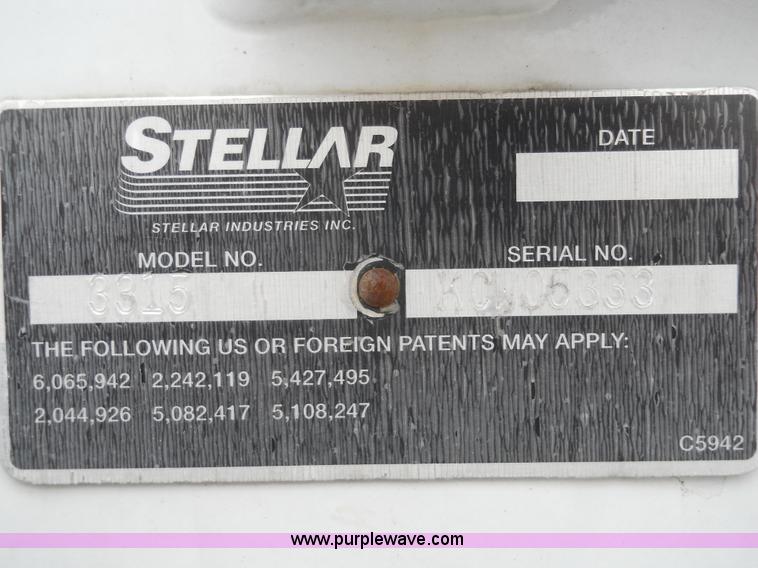 STELLAR
STELLAR INDUSTRIES INC.
DATE
MODEL NO.
SERIAL NO.
3315
THE FOLLOWING US OR FOREIGN PATENTS MAY APPLY:
6,065,942 2,242,119 5,427,495
2,044,926 5,082,417 5,108,247
C5942
www.purplewave.com